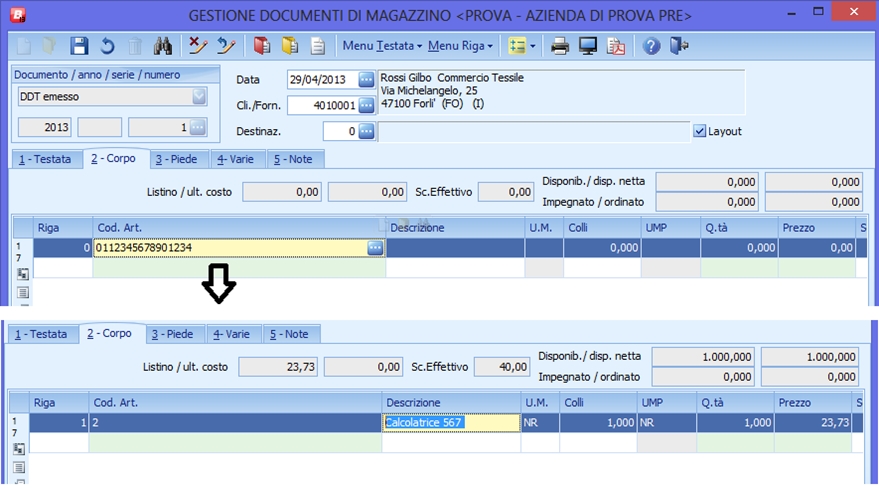 GESTIONE DOCUMENTI DI MAGAZZINO <PROVA - AZIENDA DI PROVA PRE>
Menu Testata Menu Riga
Documento / anno / serie / numero
DDT emesso
2013 1
Data 29/04/2013
Cli./Forn. 4010001
Destinaz. 0
Rossi Gilbo Commercio Tessile
Via Michelangelo, 25
47100 Forli' (FO) (I)
Layout
1 - Testata 2 - Corpo 3 - Piede 4- Varie 5 - Note
Listino / ult. costo 0,00 0,00 Sc.Effettivo 0,00
Disponib./ disp. netta 0,000 0,000
Impegnato / ordinato 0,000 0,000
Riga Cod. Art. Descrizione U.M. Colli UMP Q.tà Prezzo S
0 0112345678901234 0,000 0,000 0,00
1
7
1 - Testata 2 - Corpo 3 - Piede 4- Varie 5 - Note
Listino / ult. costo 23,73 0,00 Sc.Effettivo 40,00
Disponib./ disp. netta 1.000,000 1.000,000
Impegnato / ordinato 0,000 0,000
Riga Cod. Art. Descrizione U.M. Colli UMP Q.tà Prezzo S
1 2 Calcolatrice 567 NR 1,000 NR 1,000 23,73
1
7